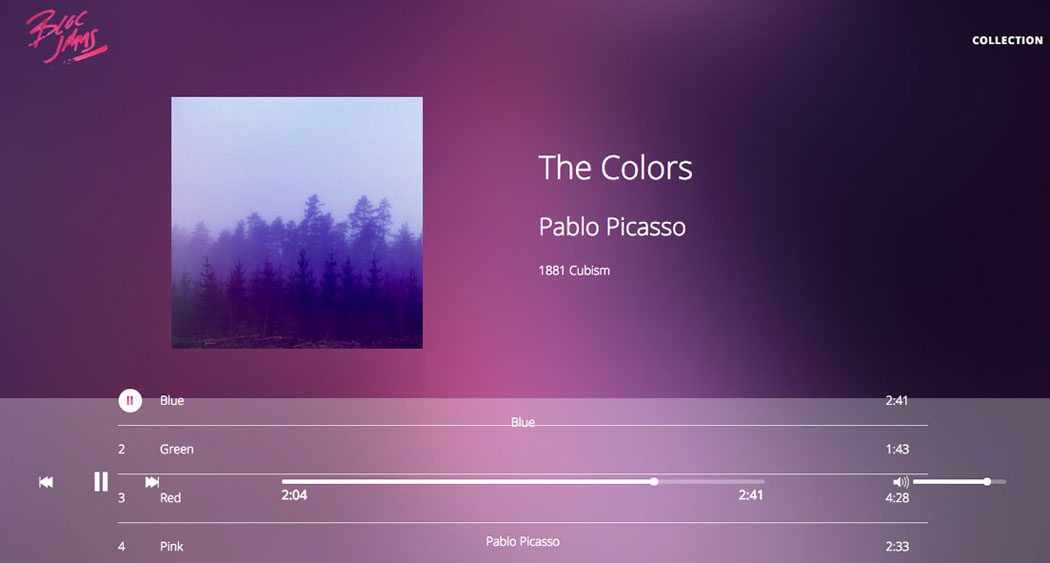 BLOC
JAMS
COLLECTION
The Colors
Pablo Picasso
1881 Cubism
Blue 2:41
Blue
2 Green 1:43
2:04 2:41
3 Red 4:28
Pablo Picasso
4 Pink 2:33